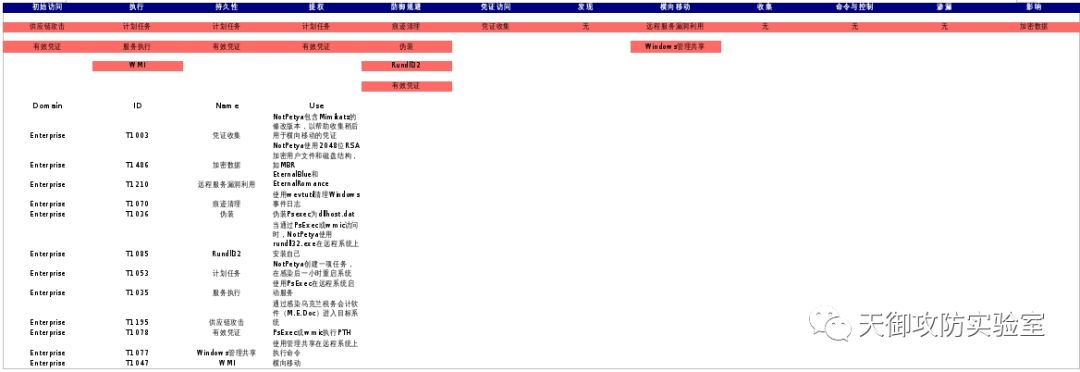 初始访问 执行 持久性 提权 防御规避 凭证访问 发现 横向移动 收集 命令与控制 渗漏 影响
供应链攻击 计划任务 计划任务 计划任务 痕迹清理 凭证收集 无 远程服务漏洞利用 无 无 无 加密数据
有效凭证 服务执行 有效凭证 有效凭证 伪装 Windows管理共享
WMI Rundll32
有效凭证
Domain ID Name Use
NotPetya包含Mimikatz的
修改版本，以帮助收集稍后
Enterprise T1003 凭证收集 用于横向移动的凭证
NotPetya使用2048位RSA
加密用户文件和磁盘结构，
Enterprise T1486 加密数据 如MBR
EternalBlue和
Enterprise T1210 远程服务漏洞利用 EternalRomance
使用wevtutil清理Windows
Enterprise T1070 痕迹清理 事件日志
Enterprise T1036 伪装 伪装Psexec为dllhost.dat
当通过PsExec或wmic访问
时，NotPetya使用
rundll32.exe在远程系统上
Enterprise T1085 Rundll32 安装自己
NotPetya创建一项任务，
Enterprise T1053 计划任务 在感染后一小时重启系统
使用PsExec在远程系统启
Enterprise T1035 服务执行 动服务
通过感染乌克兰税务会计软
件（M.E.Doc）进入目标系
Enterprise T1195 供应链攻击 统
Enterprise T1078 有效凭证 PsExec或wmic执行PTH
使用管理共享在远程系统上
Enterprise T1077 Windows管理共享 执行命令
Enterprise T1047 WMI 横向移动
天御攻防实验室